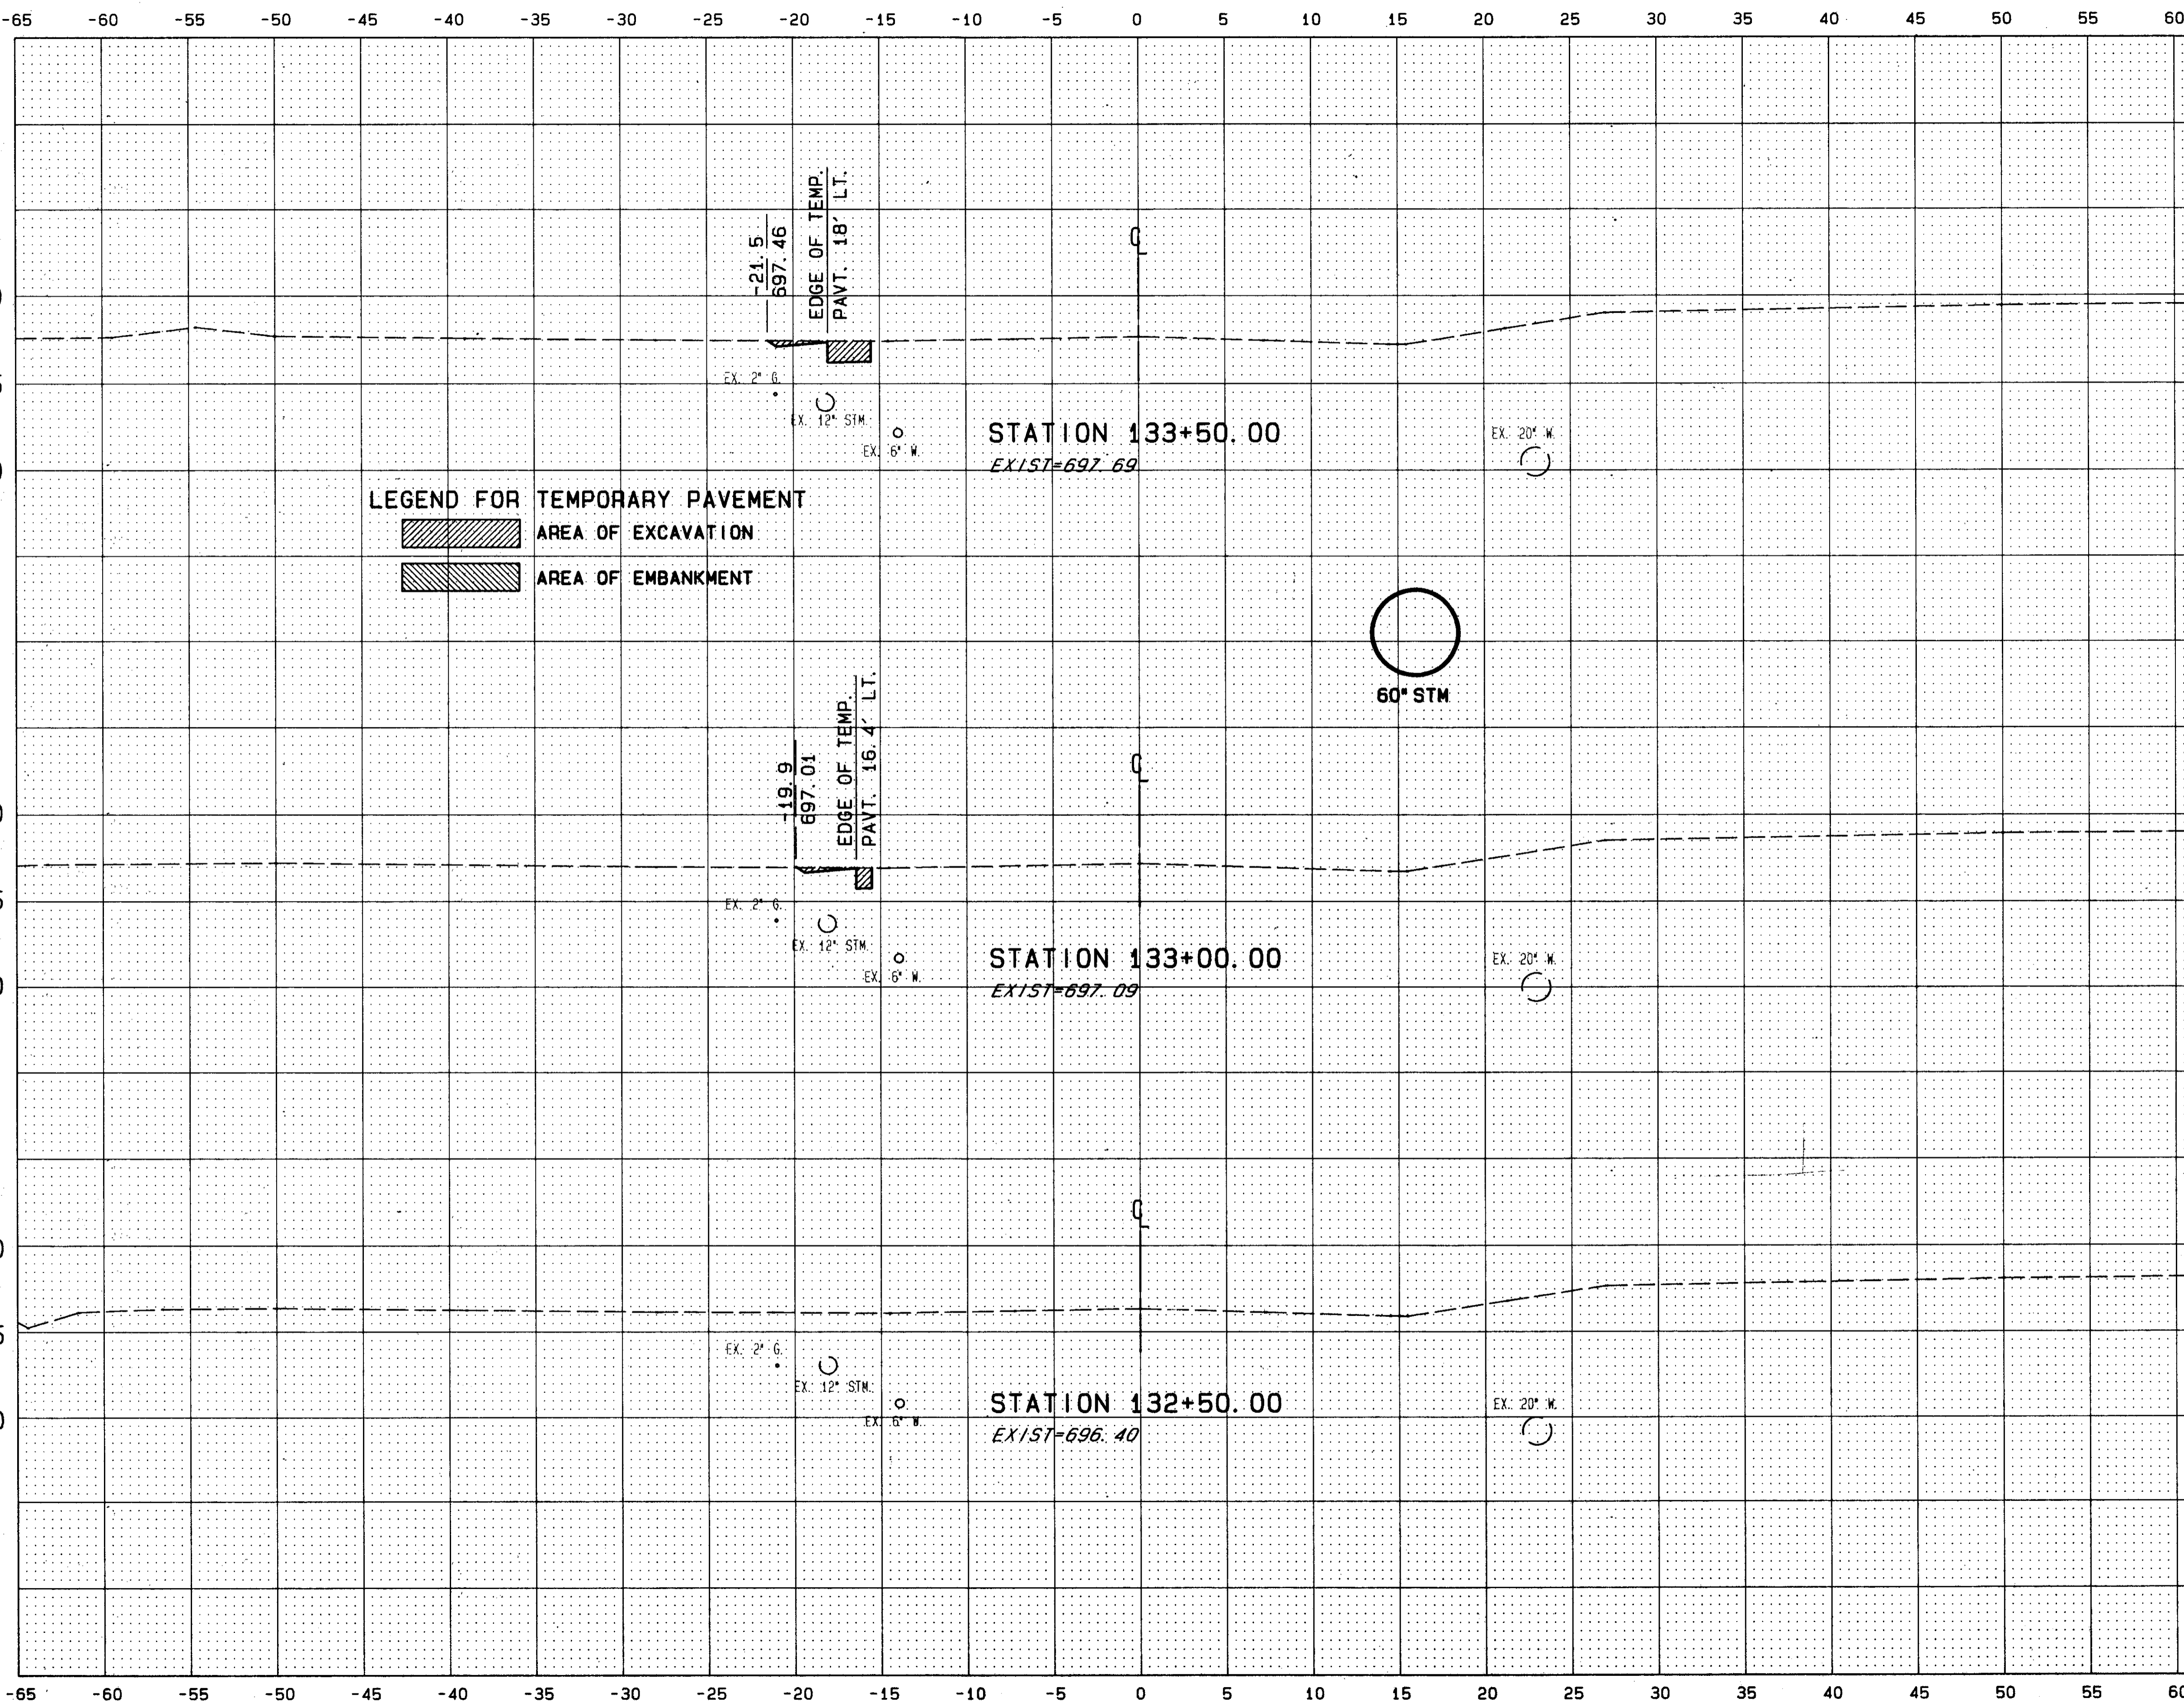 -65 -60 -55 -50 -45 -40 -35 -30 -25 -20 -15 -10 -5 0 5 10 15 20 25 30 35 40 45 50 55 60
-21.5
697.46
EDGE OF TEMP.
PAVT. 18' LT.
CL
EX. 2" G.
EX. 12" STM.
EX. 6" W.
STATION 133+50.00
EXIST=697.69
EX. 20" W.
LEGEND FOR TEMPORARY PAVEMENT
AREA OF EXCAVATION
AREA OF EMBANKMENT
60" STM
-19.9
697.01
EDGE OF TEMP.
PAVT. 16.4' LT.
CL
EX. 2" G.
EX. 12" STM.
EX. 6" W.
STATION 133+00.00
EXIST=697.09
EX. 20" W.
CL
EX. 2" G.
EX. 12" STM.
EX. 6" W.
STATION 132+50.00
EXIST=696.40
EX. 20" W.
-65 -60 -55 -50 -45 -40 -35 -30 -25 -20 -15 -10 -5 0 5 10 15 20 25 30 35 40 45 50 55 60